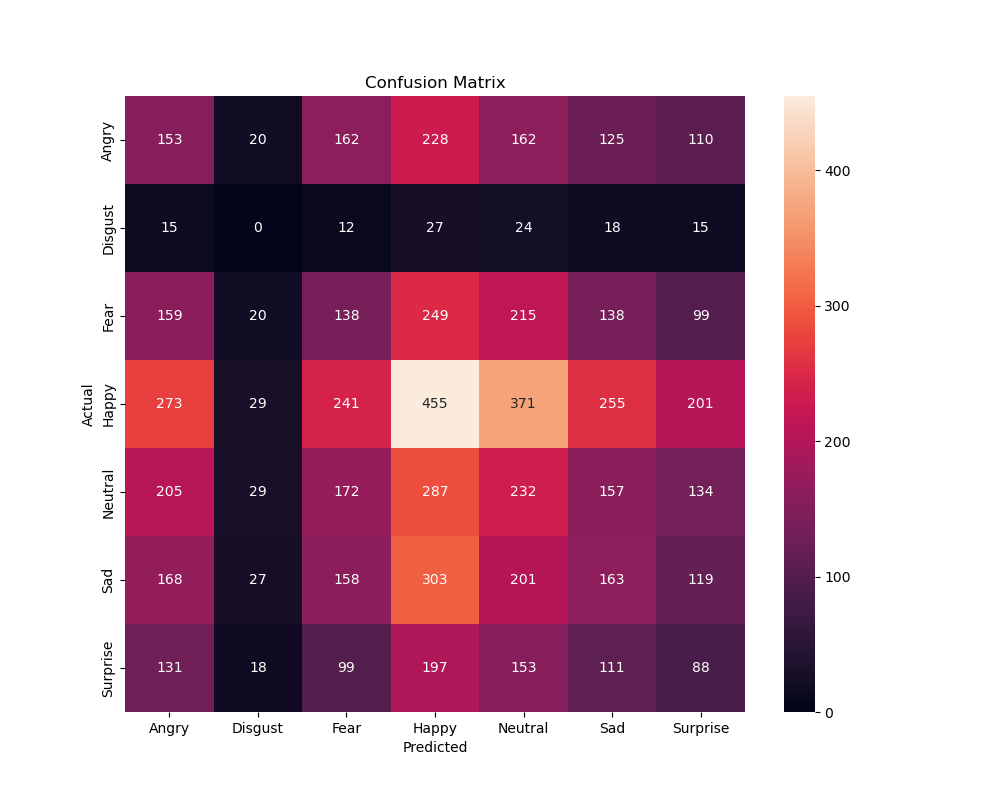 Confusion Matrix
Actual
Angry 153 20 162 228 162 125 110
Disgust 15 0 12 27 24 18 15
Fear 159 20 138 249 215 138 99
Happy 273 29 241 455 371 255 201
Neutral 205 29 172 287 232 157 134
Sad 168 27 158 303 201 163 119
Surprise 131 18 99 197 153 111 88
Angry Disgust Fear Happy Neutral Sad Surprise
Predicted
400
300
200
100
0